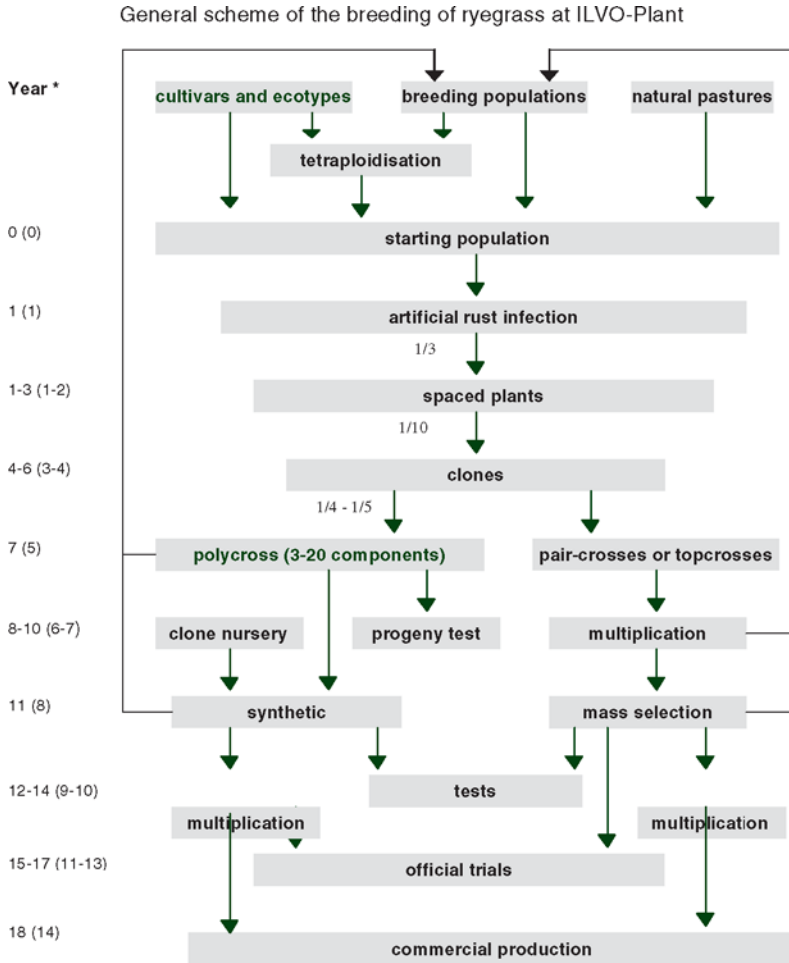 General scheme of the breeding of ryegrass at ILVO-Plant
Year *
cultivars and ecotypes
breeding populations
natural pastures
tetraploidisation
0 (0)
starting population
1 (1)
artificial rust infection
1/3
1-3 (1-2)
spaced plants
1/10
4-6 (3-4)
clones
1/4 - 1/5
7 (5)
polycross (3-20 components)
pair-crosses or topcrosses
8-10 (6-7)
clone nursery
progeny test
multiplication
11 (8)
synthetic
mass selection
12-14 (9-10)
tests
multiplication
multiplication
15-17 (11-13)
official trials
18 (14)
commercial production